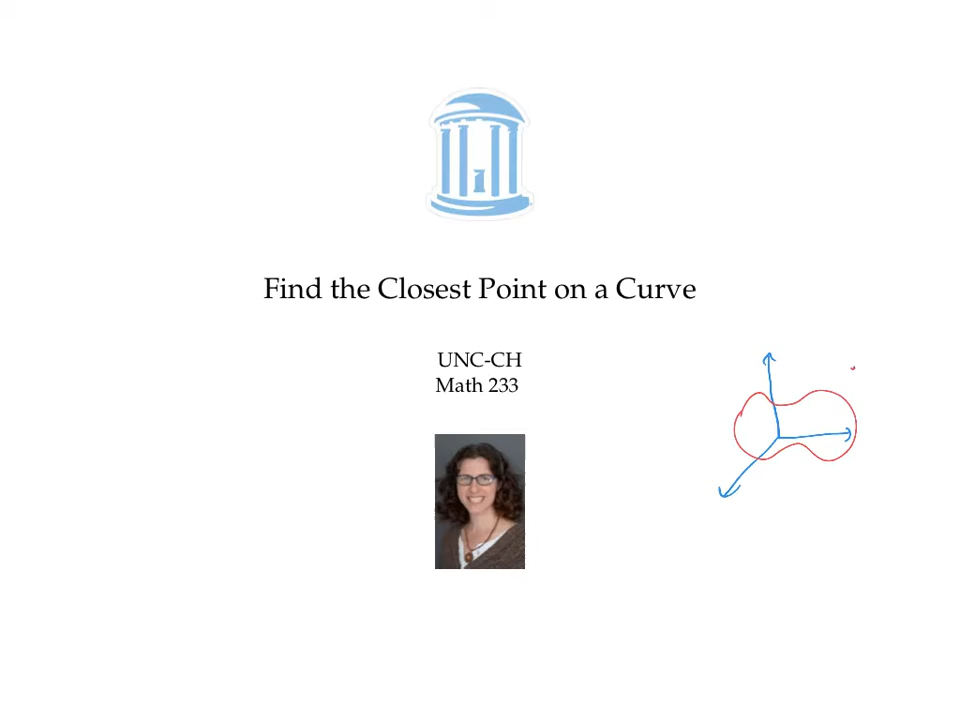 Find the Closest Point on a Curve
UNC-CH
Math 233